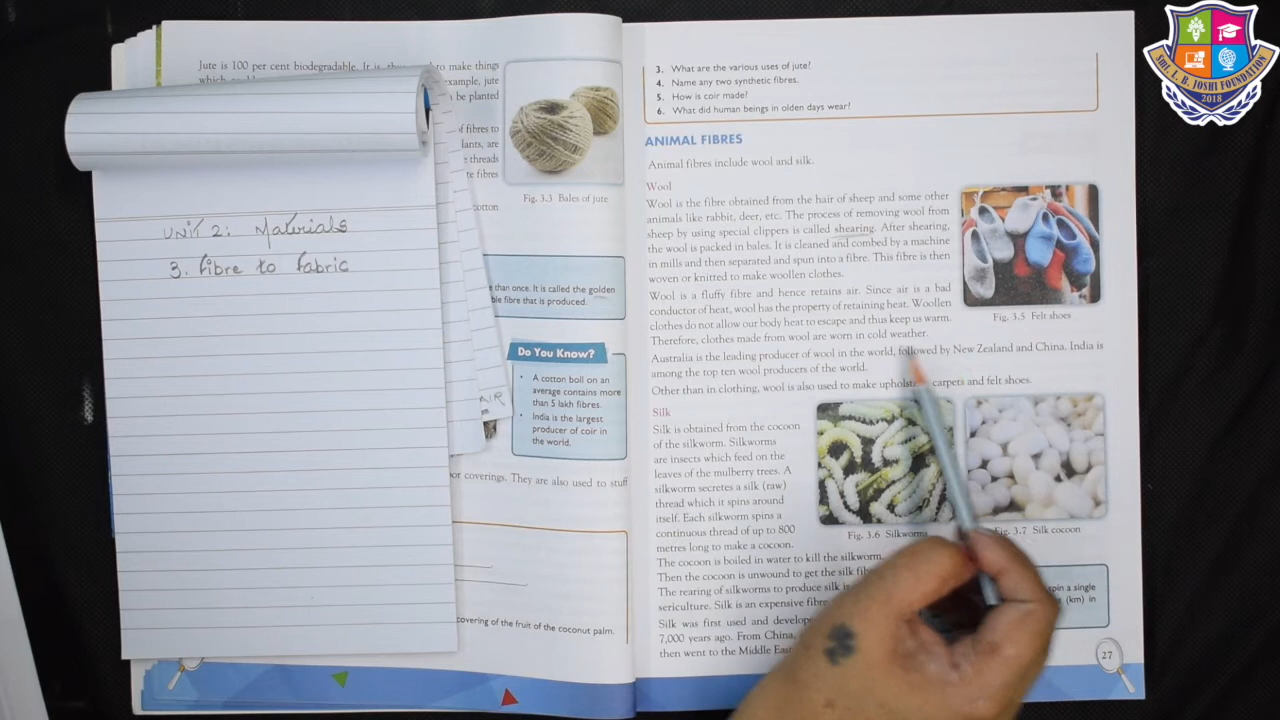 Jute is 100 per cent biodegradable. It is to make things
example, jute
be planted
of fibres to
lants, are
threads
te fibres
cotton
Fig. 3.3 Bales of jute
UNIT 2: Materials
3. Fibre to Fabric
than once. It is called the golden
ble fibre that is produced.
Do You Know?
• A cotton boll on an
average contains more
than 5 lakh fibres.
• India is the largest
producer of coir in
the world.
AIR
or coverings. They are also used to stuff
covering of the fruit of the coconut palm.
3. What are the various uses of jute?
4. Name any two synthetic fibres.
5. How is coir made?
6. What did human beings in olden days wear?
ANIMAL FIBRES
Animal fibres include wool and silk.
Wool
Wool is the fibre obtained from the hair of sheep and some other
animals like rabbit, deer, etc. The process of removing wool from
sheep by using special clippers is called shearing. After shearing,
the wool is packed in bales. It is cleaned and combed by a machine
in mills and then separated and spun into a fibre. This fibre is then
woven or knitted to make woollen clothes.
Wool is a fluffy fibre and hence retains air. Since air is a bad
conductor of heat, wool has the property of retaining heat. Woollen
clothes do not allow our body heat to escape and thus keep us warm.
Therefore, clothes made from wool are worn in cold weather.
Fig. 3.5 Felt shoes
Australia is the leading producer of wool in the world, followed by New Zealand and China. India is
among the top ten wool producers of the world.
Other than in clothing, wool is also used to make carpets and felt shoes.
Silk
Silk is obtained from the cocoon
of the silkworm. Silkworms
are insects which feed on the
leaves of the mulberry trees. A
silkworm secretes a silk (raw)
thread which it spins around
itself. Each silkworm spins a
continuous thread of up to 800
metres long to make a cocoon.
Fig. 3.6 Silkworms
Fig. 3.7 Silk cocoon
The cocoon is boiled in water to kill the silkworm.
Then the cocoon is unwound to get the silk
The rearing of silkworms to produce silk
sericulture. Silk is an expensive fibre
spin a single
(km) in
Silk was first used and
7,000 years ago. From China,
then went to the Middle East
27
SHRI. I. B. JOSHI FOUNDATION
2018